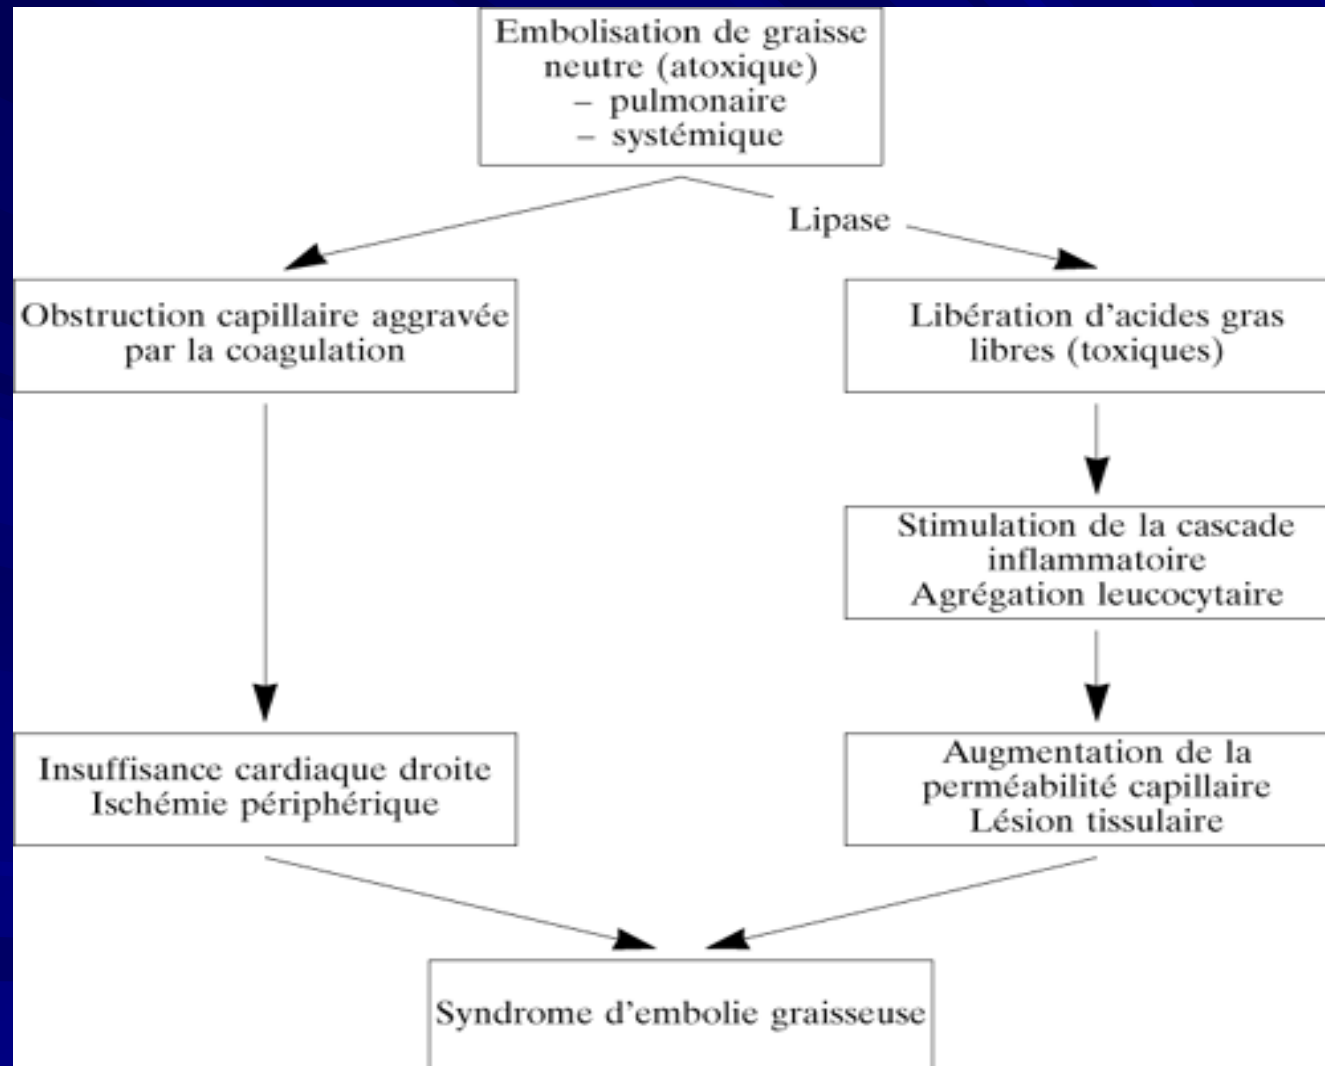 Embolisation de graisse
neutre (atoxique)
– pulmonaire
– systémique
Lipase
Obstruction capillaire aggravée
par la coagulation
Libération d'acides gras
libres (toxiques)
Stimulation de la cascade
inflammatoire
Agrégation leucocytaire
Insuffisance cardiaque droite
Ischémie périphérique
Augmentation de la
perméabilité capillaire
Lésion tissulaire
Syndrome d'embolie graisseuse